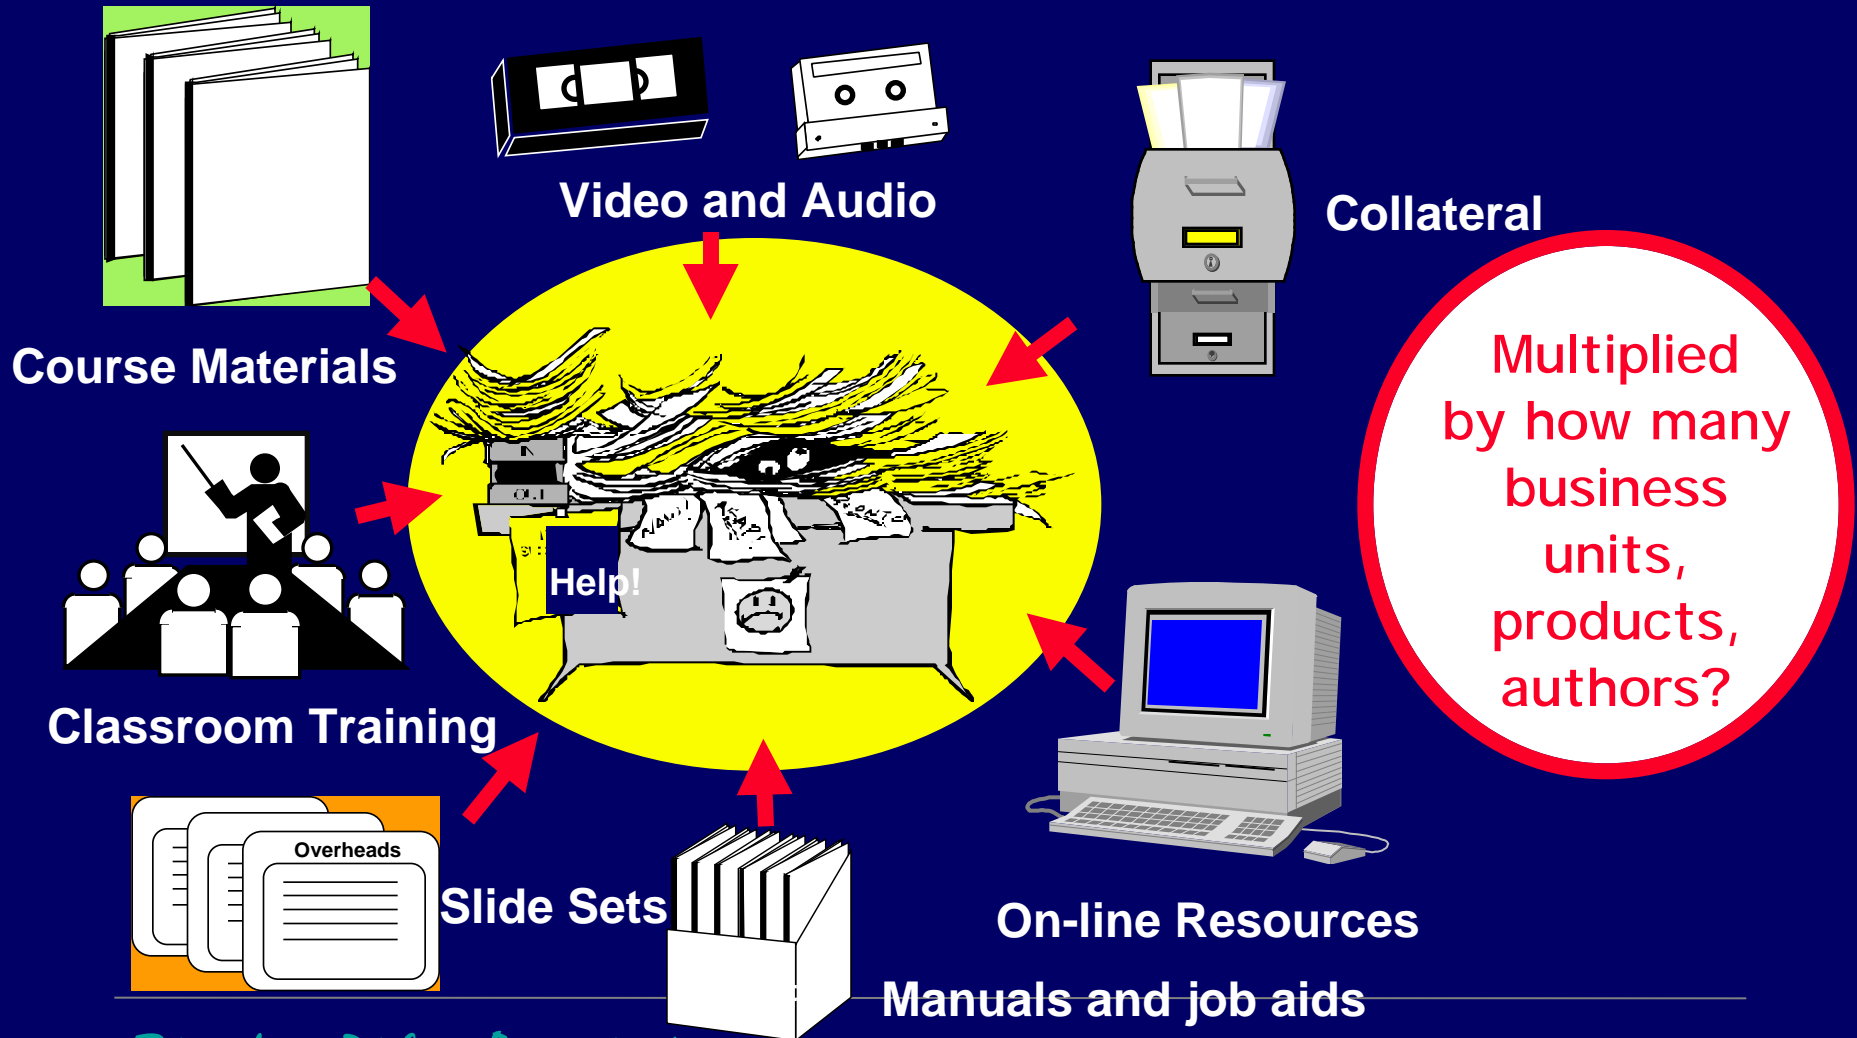 Video and Audio
Collateral
Course Materials
Multiplied
by how many
business
units,
products,
authors?
IN
Help!
Classroom Training
Overheads
Slide Sets
On-line Resources
Manuals and job aids